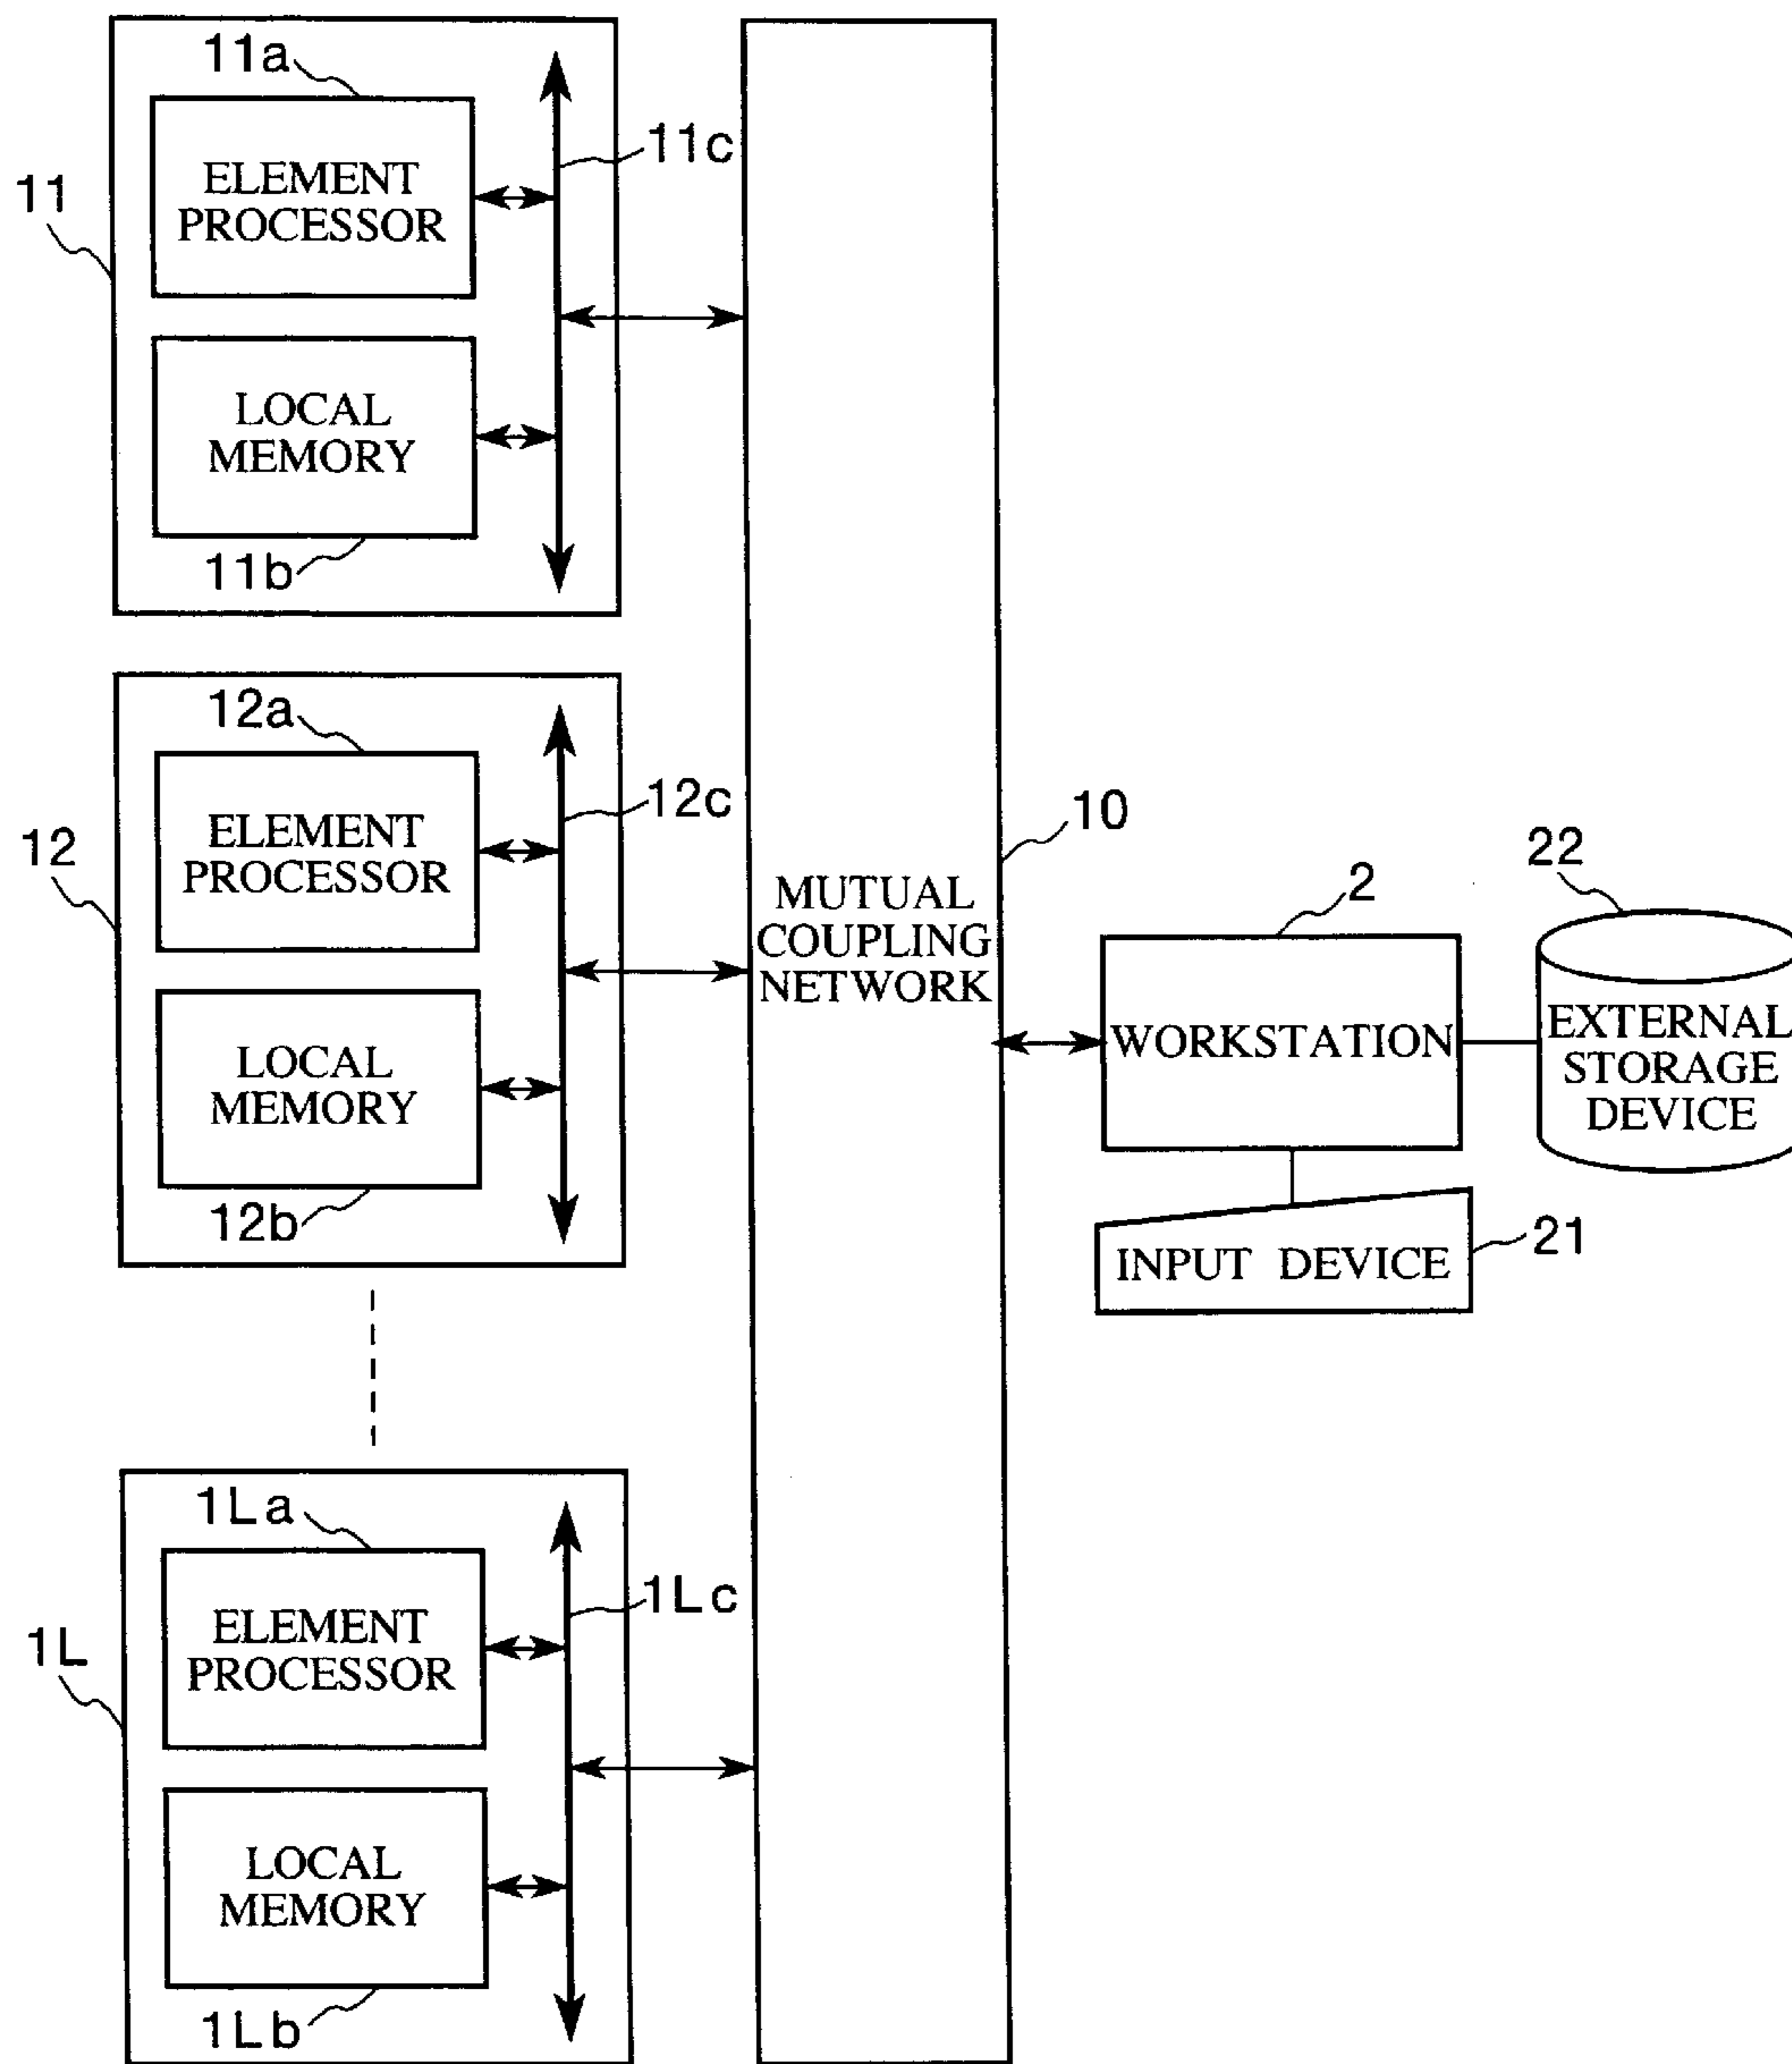 11a
11c
ELEMENT
PROCESSOR
11
LOCAL
MEMORY
11b
12a
12c
ELEMENT
PROCESSOR
12
LOCAL
MEMORY
12b
1La
1Lc
ELEMENT
PROCESSOR
1L
LOCAL
MEMORY
1Lb
10
MUTUAL
COUPLING
NETWORK
2
WORKSTATION
22
EXTERNAL
STORAGE
DEVICE
INPUT DEVICE
21